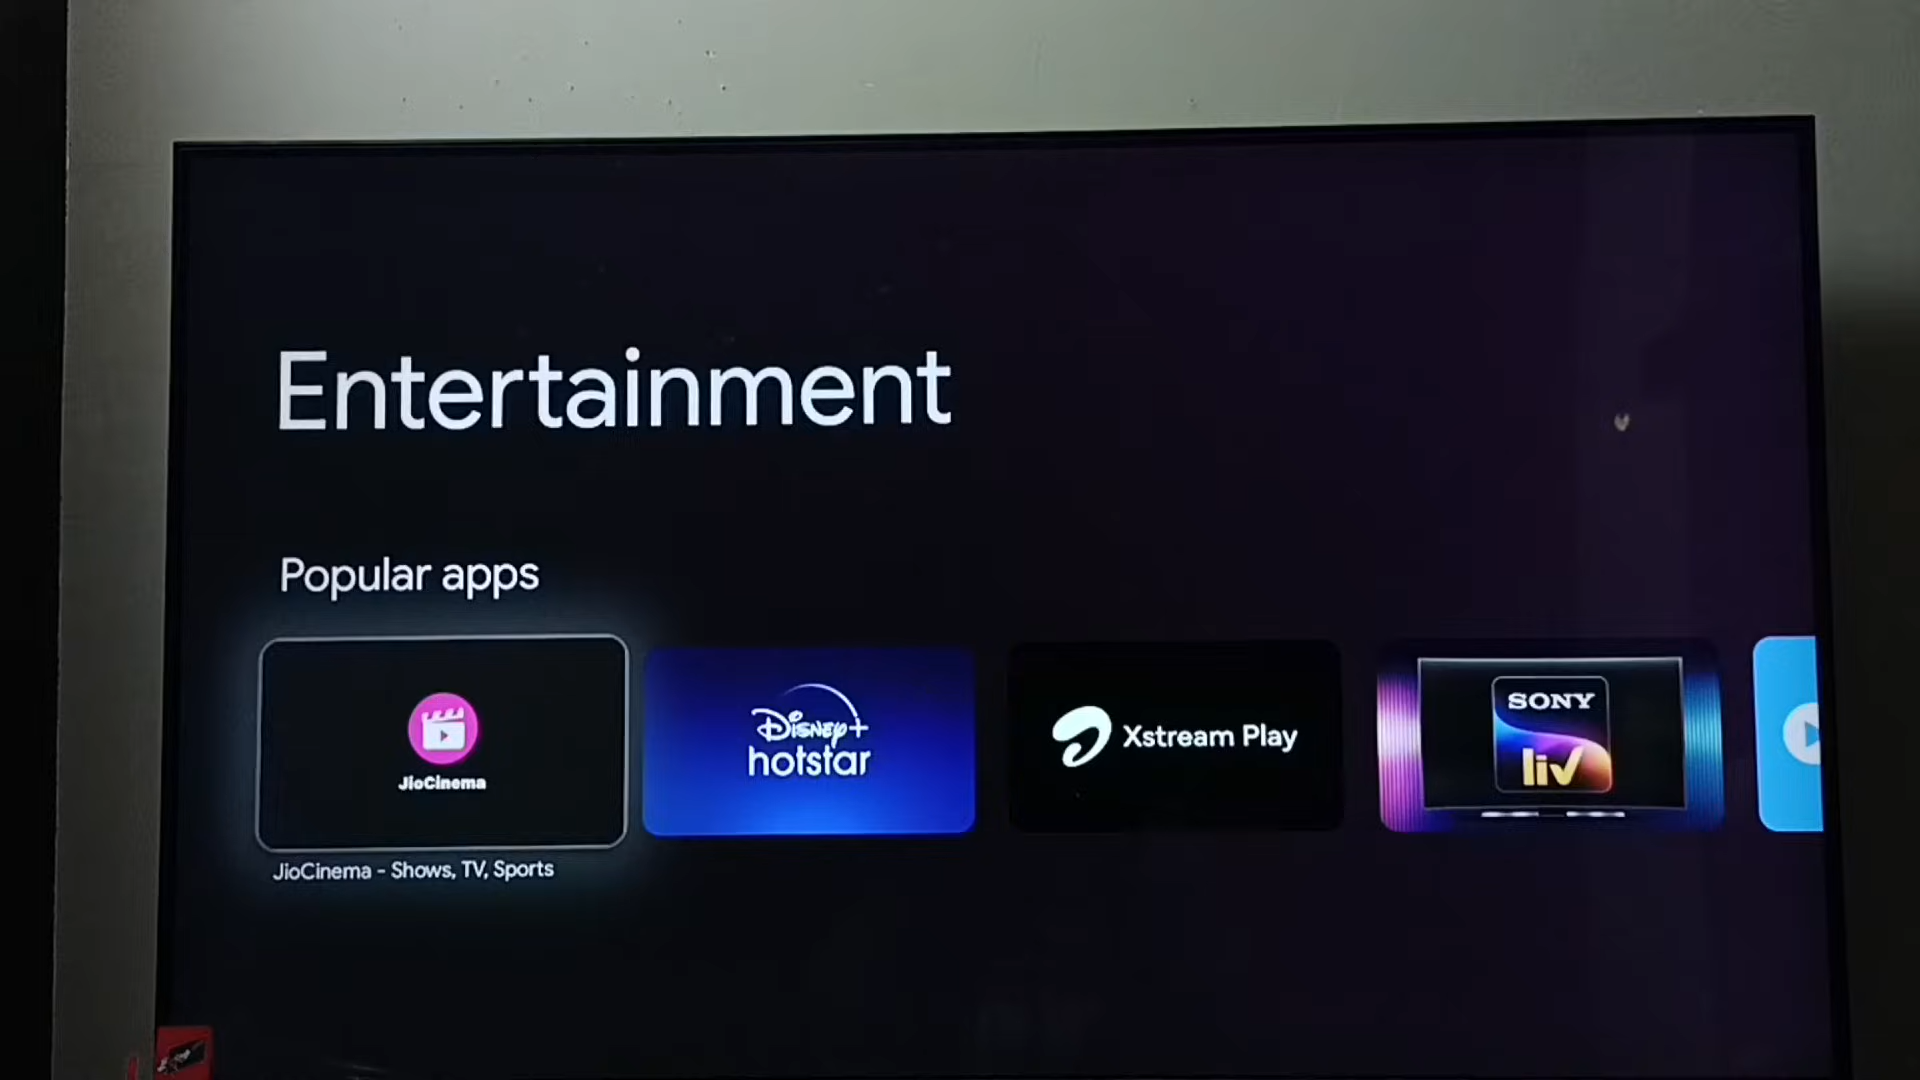 Entertainment
Popular apps
JioCinema
Disney+
hotstar
Xstream Play
SONY
liv
JioCinema - Shows, TV, Sports